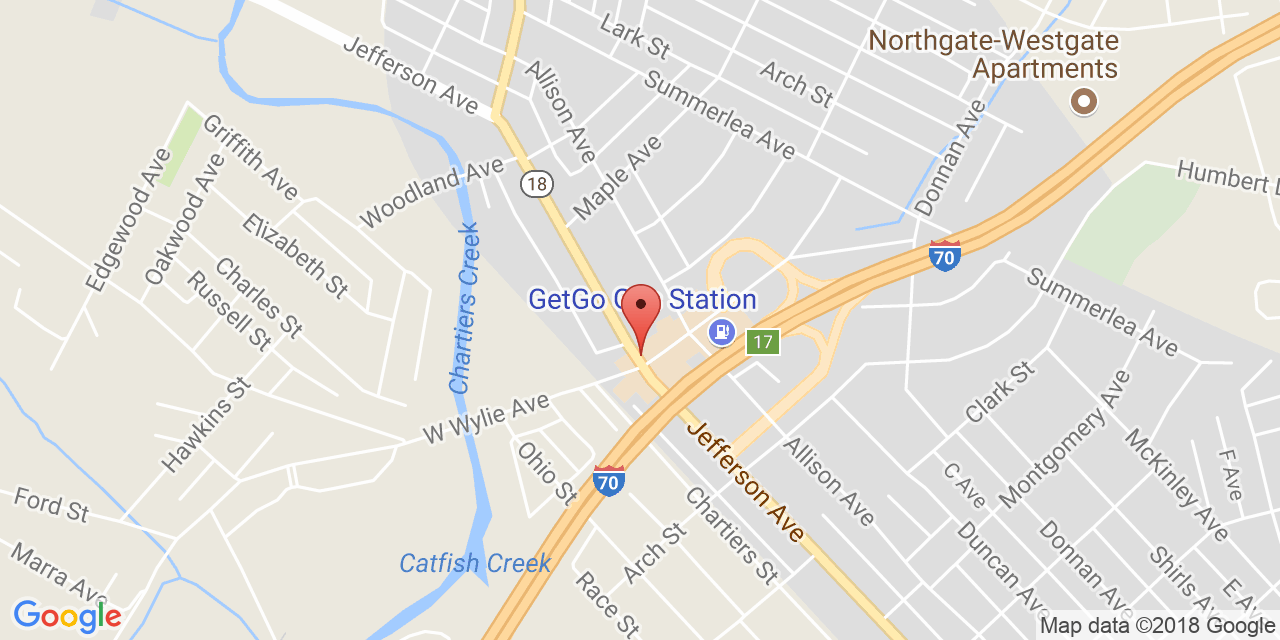 Lark St
Northgate-Westgate
Apartments
Jefferson Ave
Allison Ave
Arch St
Summerlea Ave
Donnan Ave
Griffith Ave
Edgewood Ave
Oakwood Ave
Woodland Ave
18
Maple Ave
Humbert
Elizabeth St
Chartiers Creek
70
Charles St
Russell St
GetGo
Station
Summerlea Ave
17
Hawkins St
W Wylie Ave
Clark St
Montgomery Ave
Jefferson Ave
Allison Ave
McKinley Ave
Ohio St
70
C Ave
F Ave
Ford St
Chartiers St
Arch St
Catfish Creek
Duncan Ave
Donnan Ave
Shirls Av
E Av
Marra Ave
Race St
Google
Map data ©2018 Google